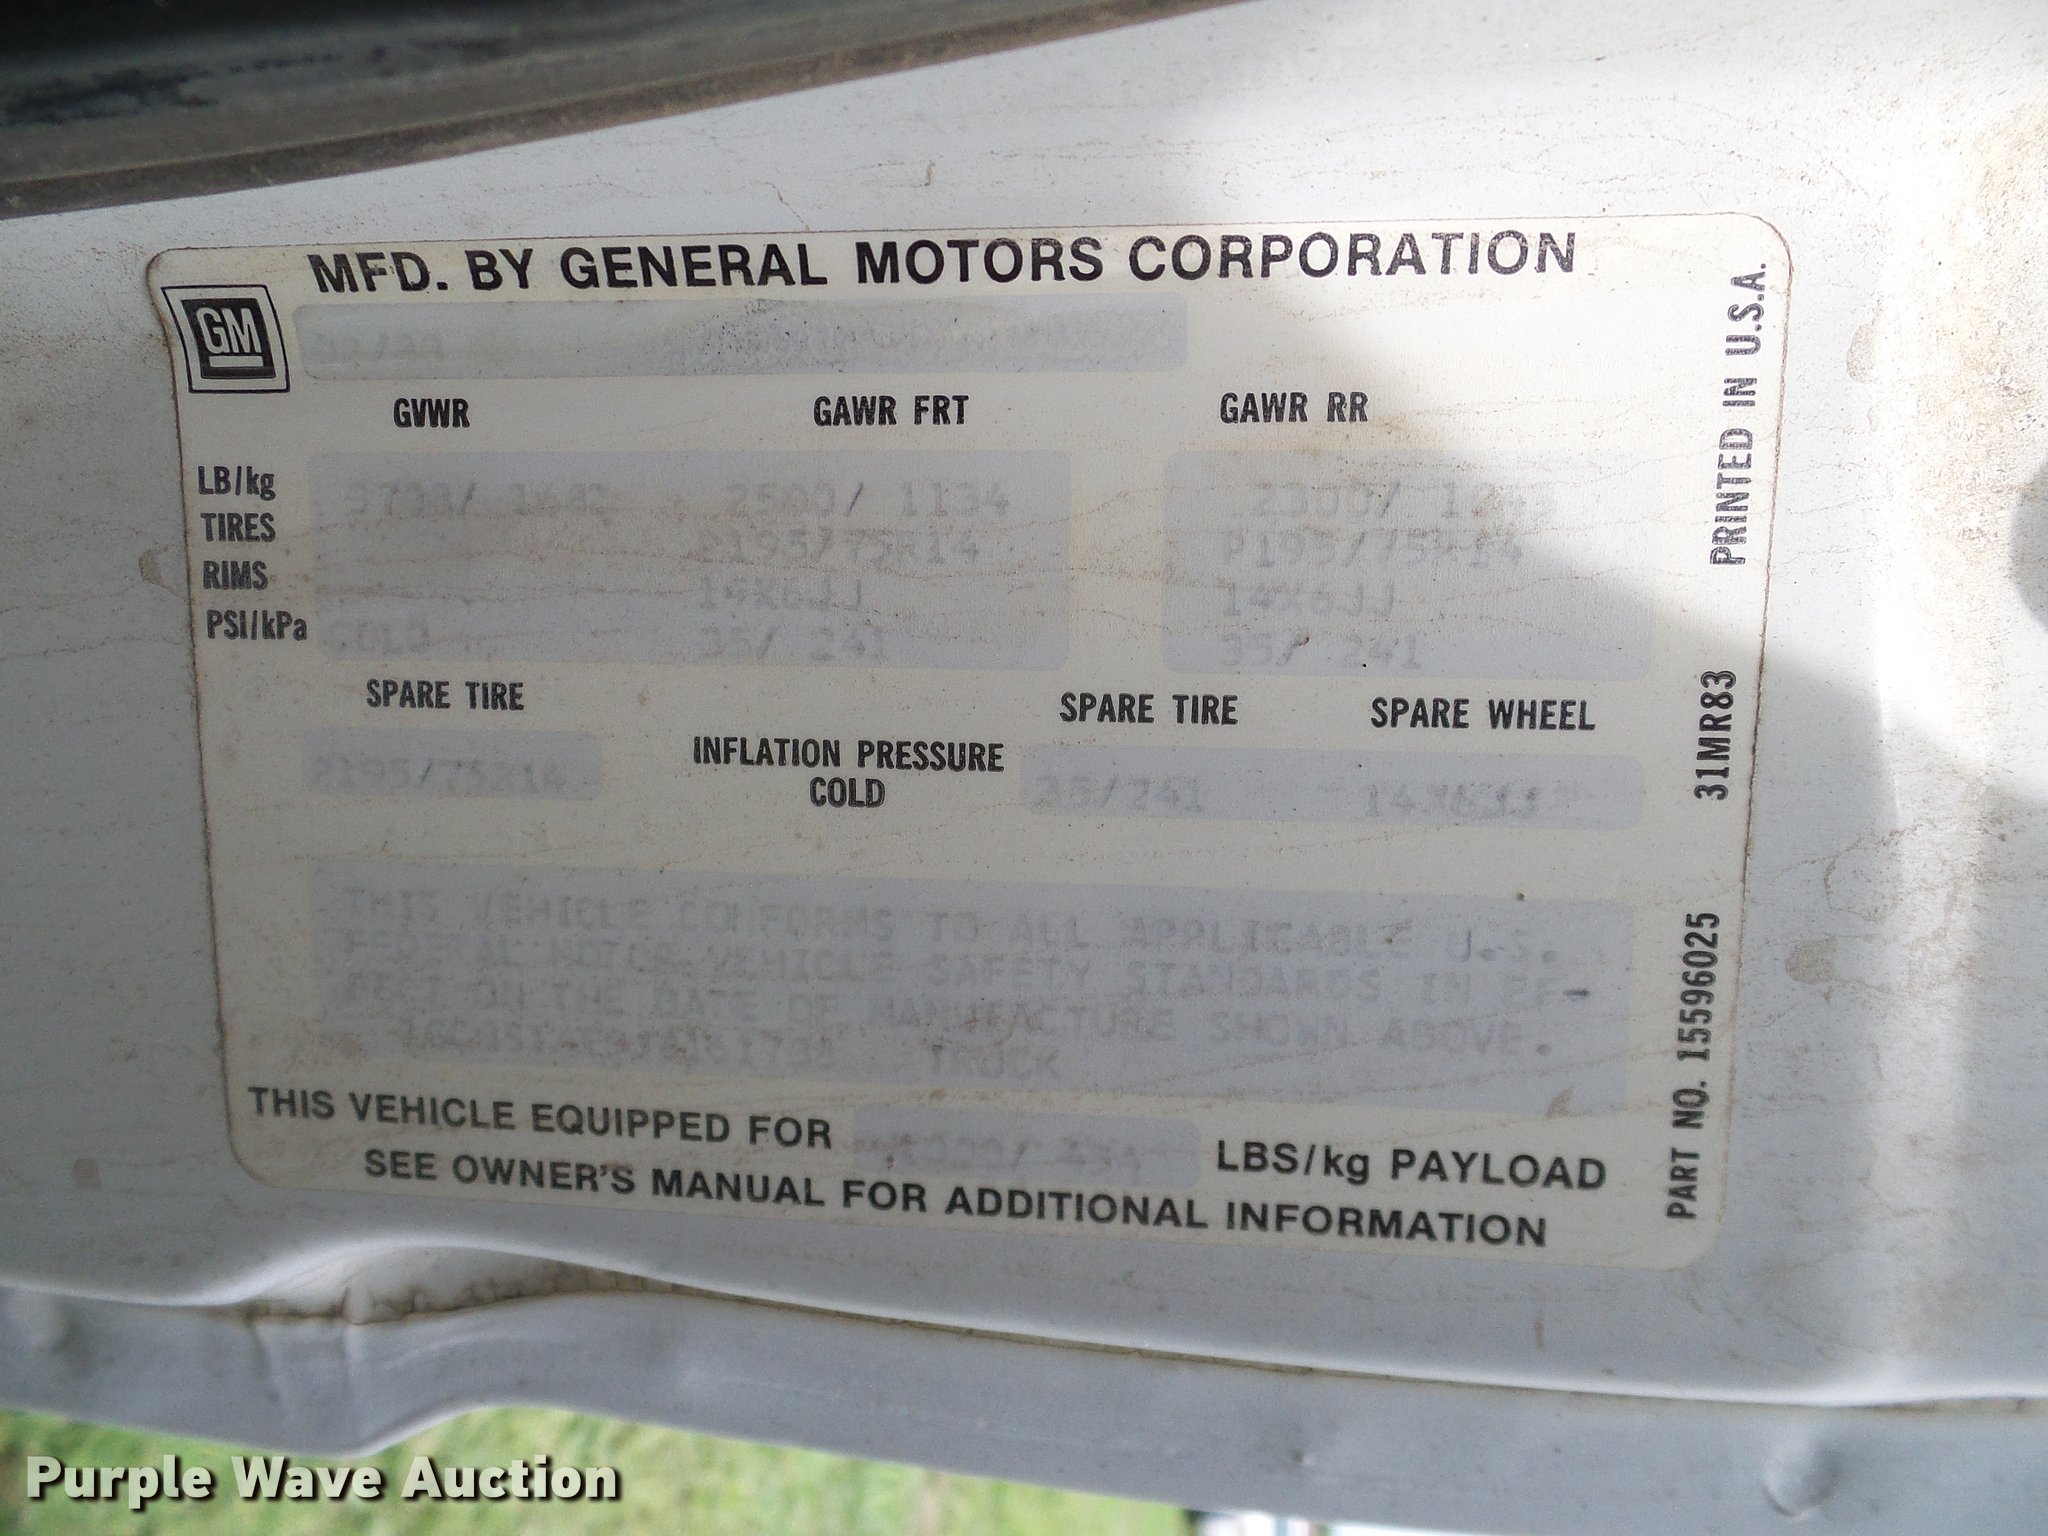 MFD. BY GENERAL MOTORS CORPORATION
GM
GVWR GAWR FRT GAWR RR
LB/kg 2500/ 1134
TIRES P195/75R14 P195/75R14
RIMS 14X6JJ 14X6JJ
PSI/kPa COLD 35/ 241 35/ 241
SPARE TIRE SPARE TIRE SPARE WHEEL
P195/75R14 INFLATION PRESSURE COLD 35/241 14X6JJ
THIS VEHICLE CONFORMS TO ALL APPLICABLE U.S.
FEDERAL MOTOR VEHICLE SAFETY STANDARDS IN EF-
FECT ON THE DATE OF MANUFACTURE SHOWN ABOVE.
TRUCK
THIS VEHICLE EQUIPPED FOR LBS/kg PAYLOAD
SEE OWNER'S MANUAL FOR ADDITIONAL INFORMATION
PART NO. 15596025 31MR83 PRINTED IN U.S.A.
Purple Wave Auction